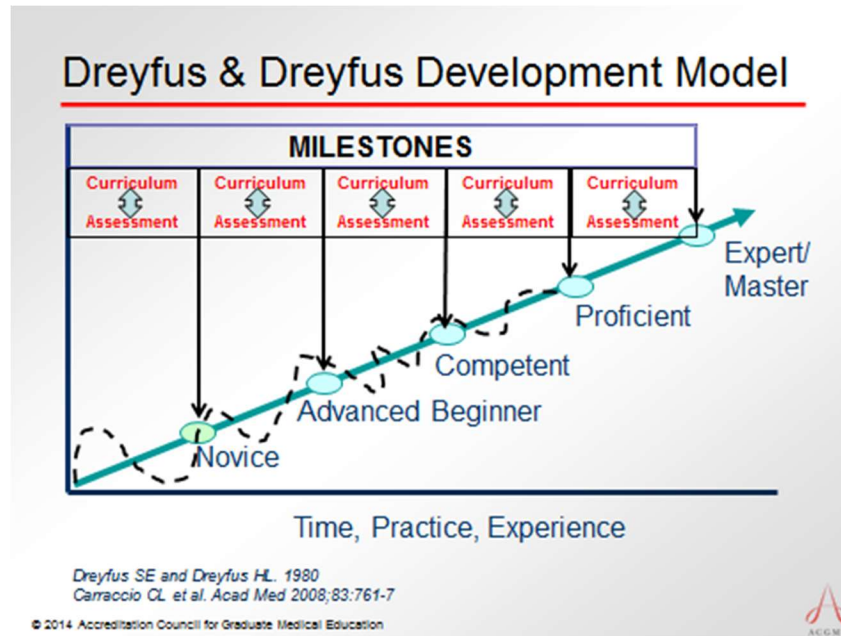 Dreyfus & Dreyfus Development Model
MILESTONES
Curriculum Curriculum Curriculum Curriculum Curriculum
Assessment Assessment Assessment Assessment Assessment
Expert/
Master
Proficient
Competent
Advanced Beginner
Novice
Time, Practice, Experience
Dreyfus SE and Dreyfus HL. 1980
Carraccio CL et al. Acad Med 2008;83:761-7
© 2014 Accreditation Council for Graduate Medical Education